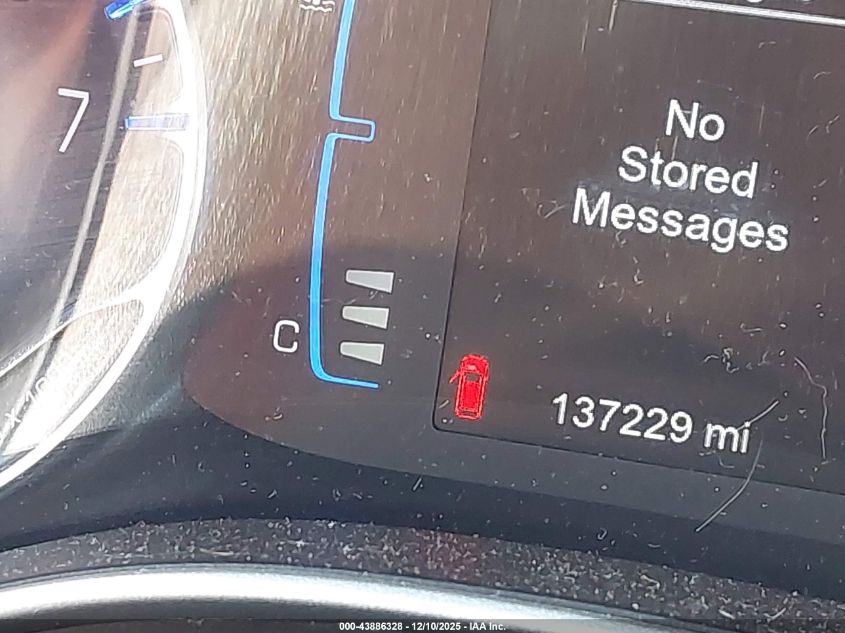 7
No
Stored
Messages
C
137229 mi
000-43886328 - 12/10/2025 - IAA Inc.